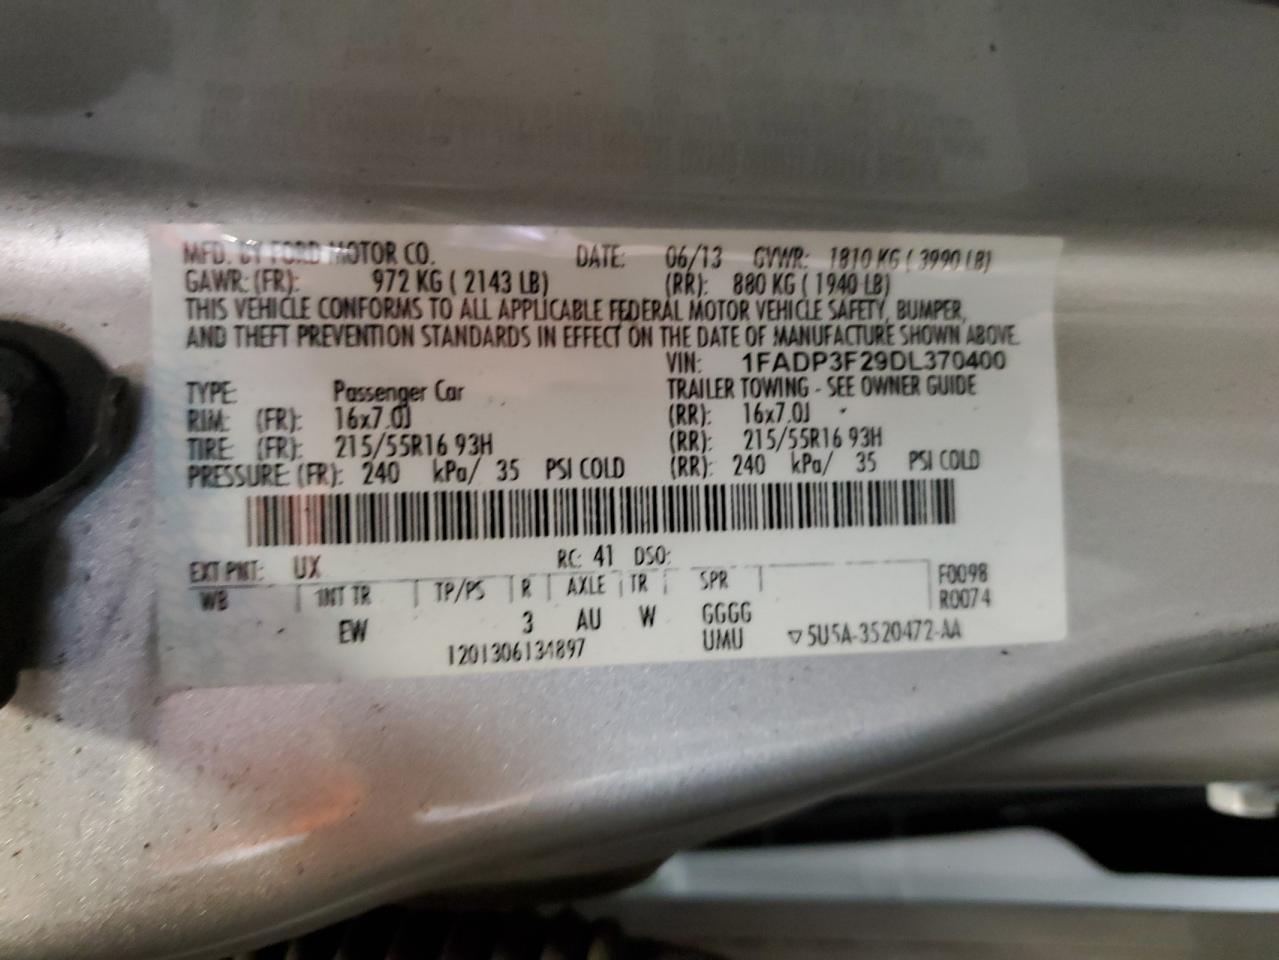 MFD. BY FORD MOTOR CO. DATE: 06/13 GVWR: 1810 KG ( 3990 LB)
GAWR: (FR): 972 KG ( 2143 LB) (RR): 880 KG ( 1940 LB)
THIS VEHICLE CONFORMS TO ALL APPLICABLE FEDERAL MOTOR VEHICLE SAFETY, BUMPER,
AND THEFT PREVENTION STANDARDS IN EFFECT ON THE DATE OF MANUFACTURE SHOWN ABOVE.
VIN: 1FADP3F29DL370400
TYPE: Passenger Car TRAILER TOWING - SEE OWNER GUIDE
RIM: (FR): 16x7.0J (RR): 16x7.0J
TIRE: (FR): 215/55R16 93H (RR): 215/55R16 93H
PRESSURE: (FR): 240 kPa/ 35 PSI COLD (RR): 240 kPa/ 35 PSI COLD
EXT PNT: UX RC: 41 DSO:
WB INT TR TP/PS R AXLE TR SPR F0098
R0074
EW 3 AU W GGGG
1201306134897 UMU ▽5U5A-3520472-AA